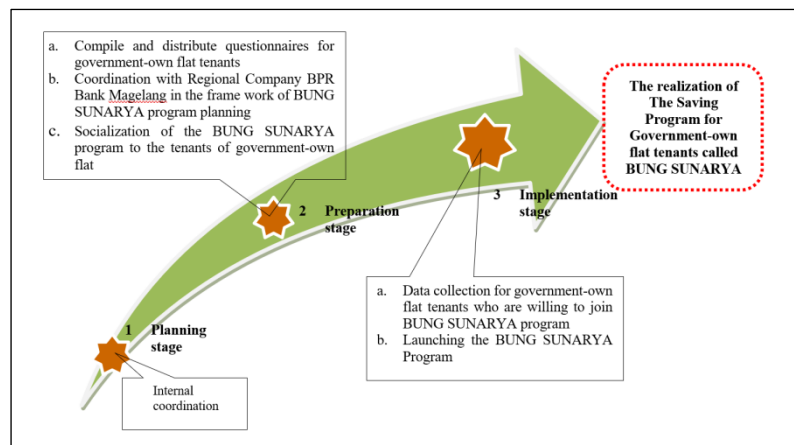 a. Compile and distribute questionnaires for
government-own flat tenants
b. Coordination with Regional Company BPR
Bank Magelang in the frame work of BUNG
SUNARYA program planning
c. Socialization of the BUNG SUNARYA
program to the tenants of government-own
flat
The realization of
The Saving
Program for
Government-own
flat tenants called
BUNG SUNARYA
3 Implementation
stage
2 Preparation
stage
1 Planning
stage
a. Data collection for government-own
flat tenants who are willing to join
BUNG SUNARYA program
b. Launching the BUNG SUNARYA
Program
Internal
coordination